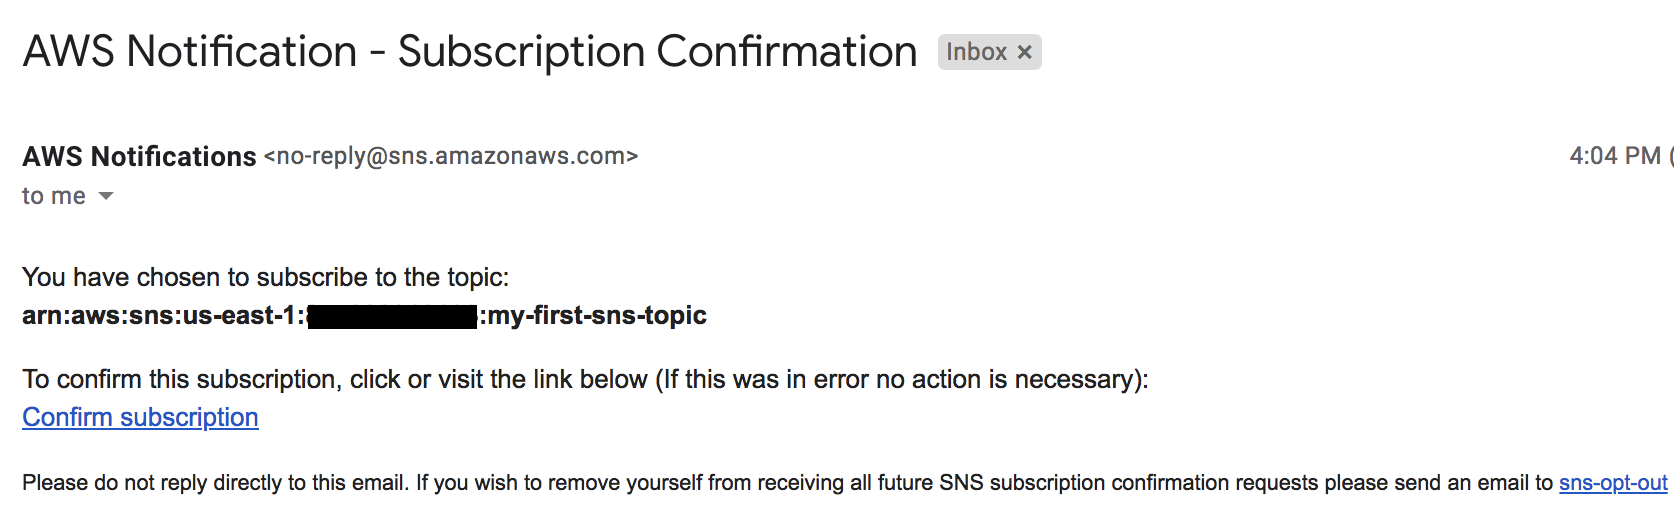 AWS Notification - Subscription Confirmation Inbox ×
AWS Notifications <no-reply@sns.amazonaws.com> 4:04 PM (
to me
You have chosen to subscribe to the topic:
arn:aws:sns:us-east-1: :my-first-sns-topic
To confirm this subscription, click or visit the link below (If this was in error no action is necessary):
Confirm subscription
Please do not reply directly to this email. If you wish to remove yourself from receiving all future SNS subscription confirmation requests please send an email to sns-opt-out